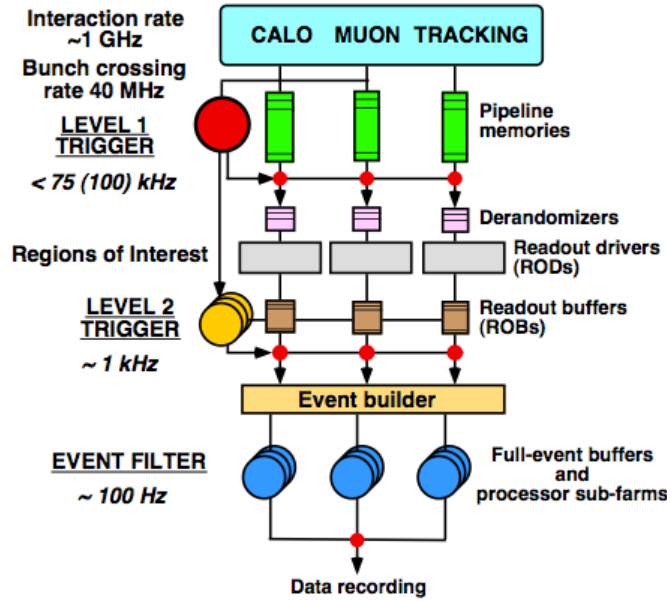 Interaction rate
~1 GHz
CALO MUON TRACKING
Bunch crossing
rate 40 MHz
Pipeline
memories
LEVEL 1
TRIGGER
< 75 (100) kHz
Derandomizers
Regions of Interest
Readout drivers
(RODs)
LEVEL 2
TRIGGER
Readout buffers
(ROBs)
~ 1 kHz
Event builder
EVENT FILTER
~ 100 Hz
Full-event buffers
and
processor sub-farms
Data recording